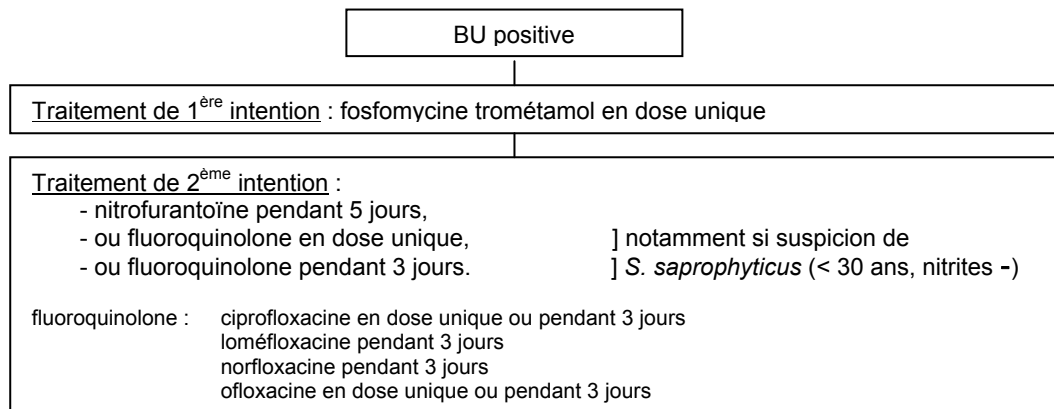 BU positive
Traitement de 1ère intention : fosfomycine trométamol en dose unique
Traitement de 2ème intention :
- nitrofurantoïne pendant 5 jours,
- ou fluoroquinolone en dose unique, ] notamment si suspicion de
- ou fluoroquinolone pendant 3 jours. ] S. saprophyticus (< 30 ans, nitrites -)
fluoroquinolone : ciprofloxacine en dose unique ou pendant 3 jours
loméfloxacine pendant 3 jours
norfloxacine pendant 3 jours
ofloxacine en dose unique ou pendant 3 jours